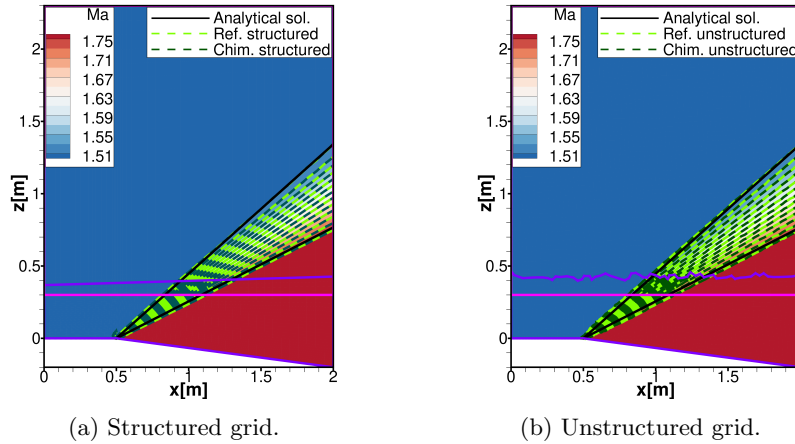 Ma
1.75
1.71
1.67
1.63
1.59
1.55
1.51
Analytical sol.
Ref. structured
Chim. structured
z[m]
2
1.5
1
0.5
0
0 0.5 1 1.5 2
x[m]
(a) Structured grid.
Ma
1.75
1.71
1.67
1.63
1.59
1.55
1.51
Analytical sol.
Ref. unstructured
Chim. unstructured
z[m]
2
1.5
1
0.5
0
0 0.5 1 1.5
x[m]
(b) Unstructured grid.